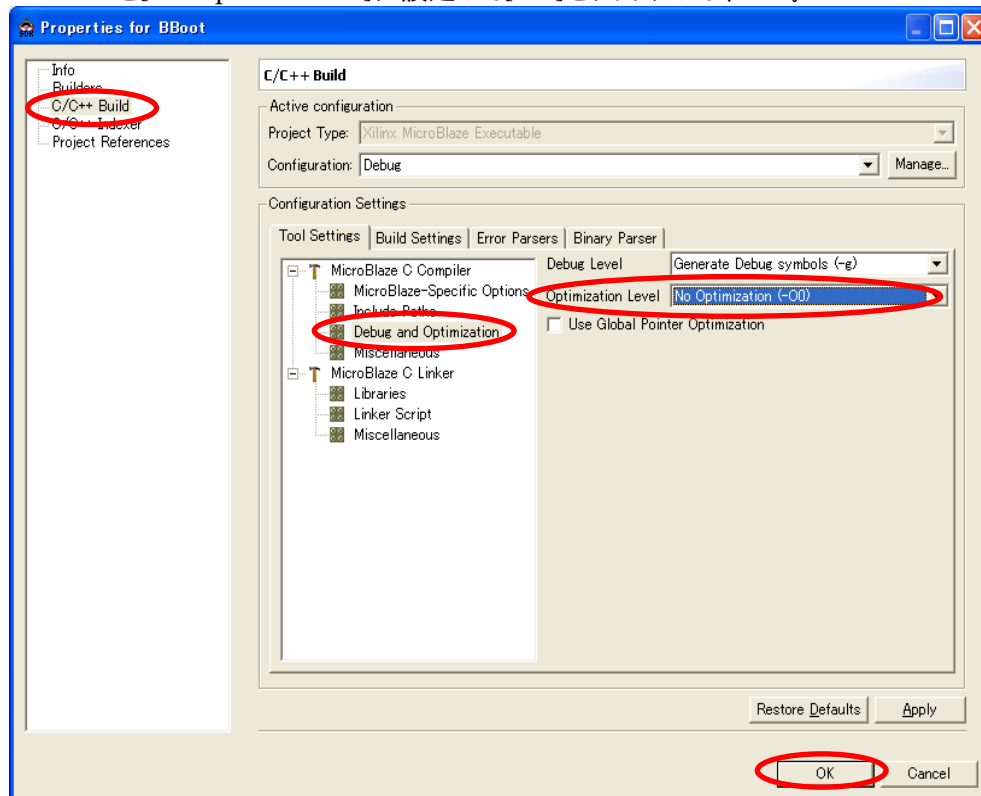 Properties for BBoot
Info
Builders
C/C++ Build
C/C++ Indexer
Project References
C/C++ Build
Active configuration
Project Type: Xilinx MicroBlaze Executable
Configuration: Debug
Manage...
Configuration Settings
Tool Settings
Build Settings
Error Parsers
Binary Parser
MicroBlaze C Compiler
MicroBlaze-Specific Options
Include Paths
Debug and Optimization
Miscellaneous
MicroBlaze C Linker
Libraries
Linker Script
Miscellaneous
Debug Level
Generate Debug symbols (-g)
Optimization Level
No Optimization (-O0)
Use Global Pointer Optimization
Restore Defaults
Apply
OK
Cancel